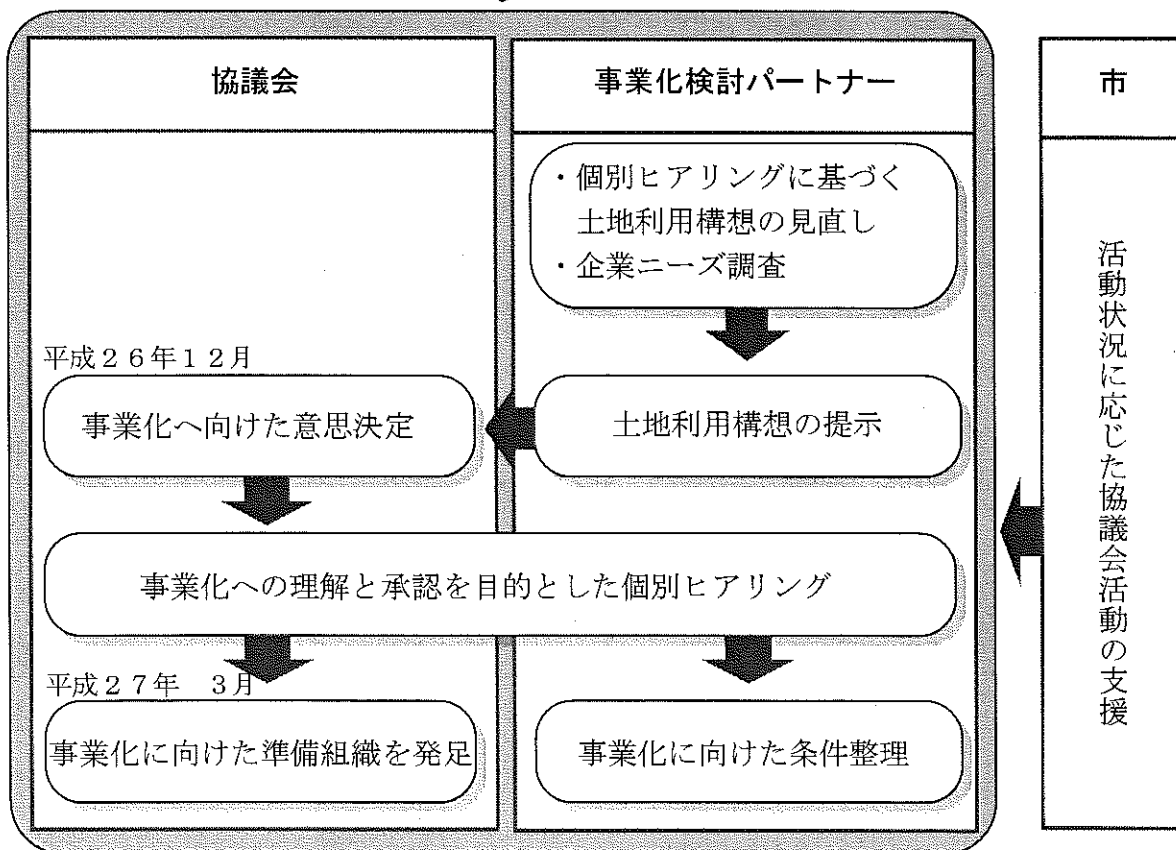 協議会
事業化検討パートナー
市
・個別ヒアリングに基づく
土地利用構想の見直し
・企業ニーズ調査
平成26年12月
事業化へ向けた意思決定
土地利用構想の提示
事業化への理解と承認を目的とした個別ヒアリング
平成27年 3月
事業化に向けた準備組織を発足
事業化に向けた条件整理
活動状況に応じた協議会活動の支援